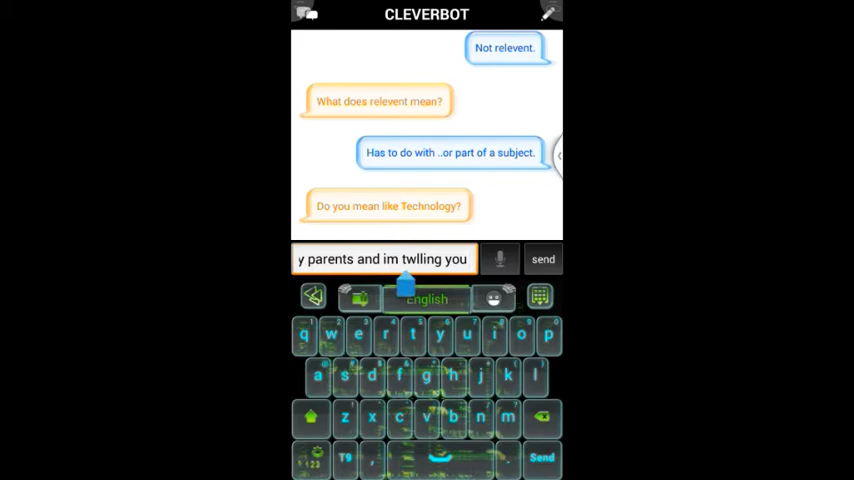 CLEVERBOT
Not relevent.
What does relevent mean?
Has to do with ..or part of a subject.
Do you mean like Technology?
y parents and im twlling you
send
English
q w e r t y u i o p
a s d f g h j k l
z x c v b n m
T9 , . Send